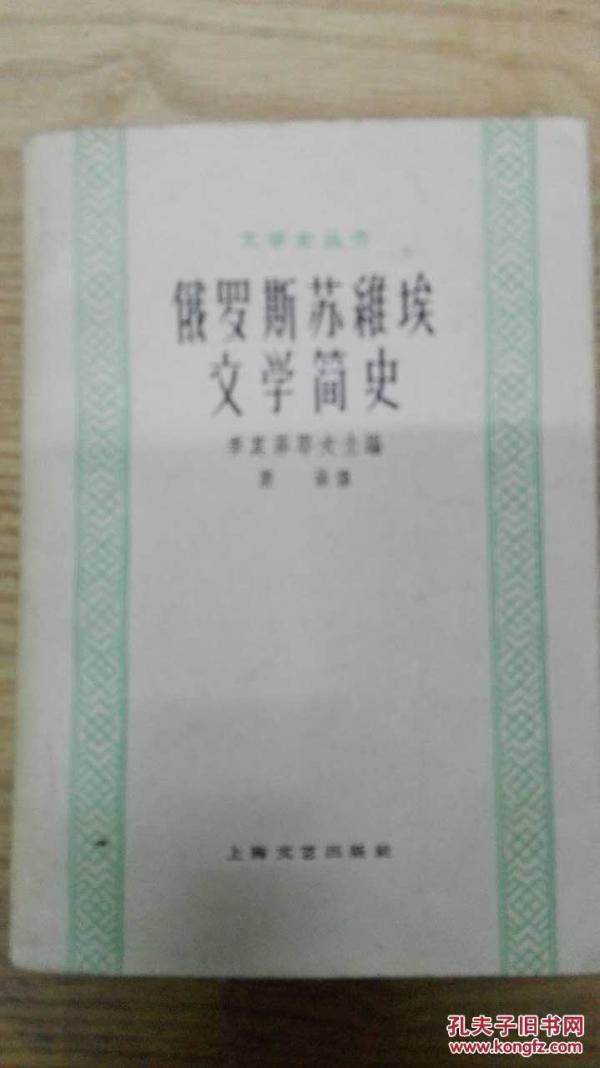 文学史丛书
俄罗斯苏維埃
文学简史
季莫菲耶夫主編
上海文艺出版社
孔夫子旧书网
www.kongfz.com